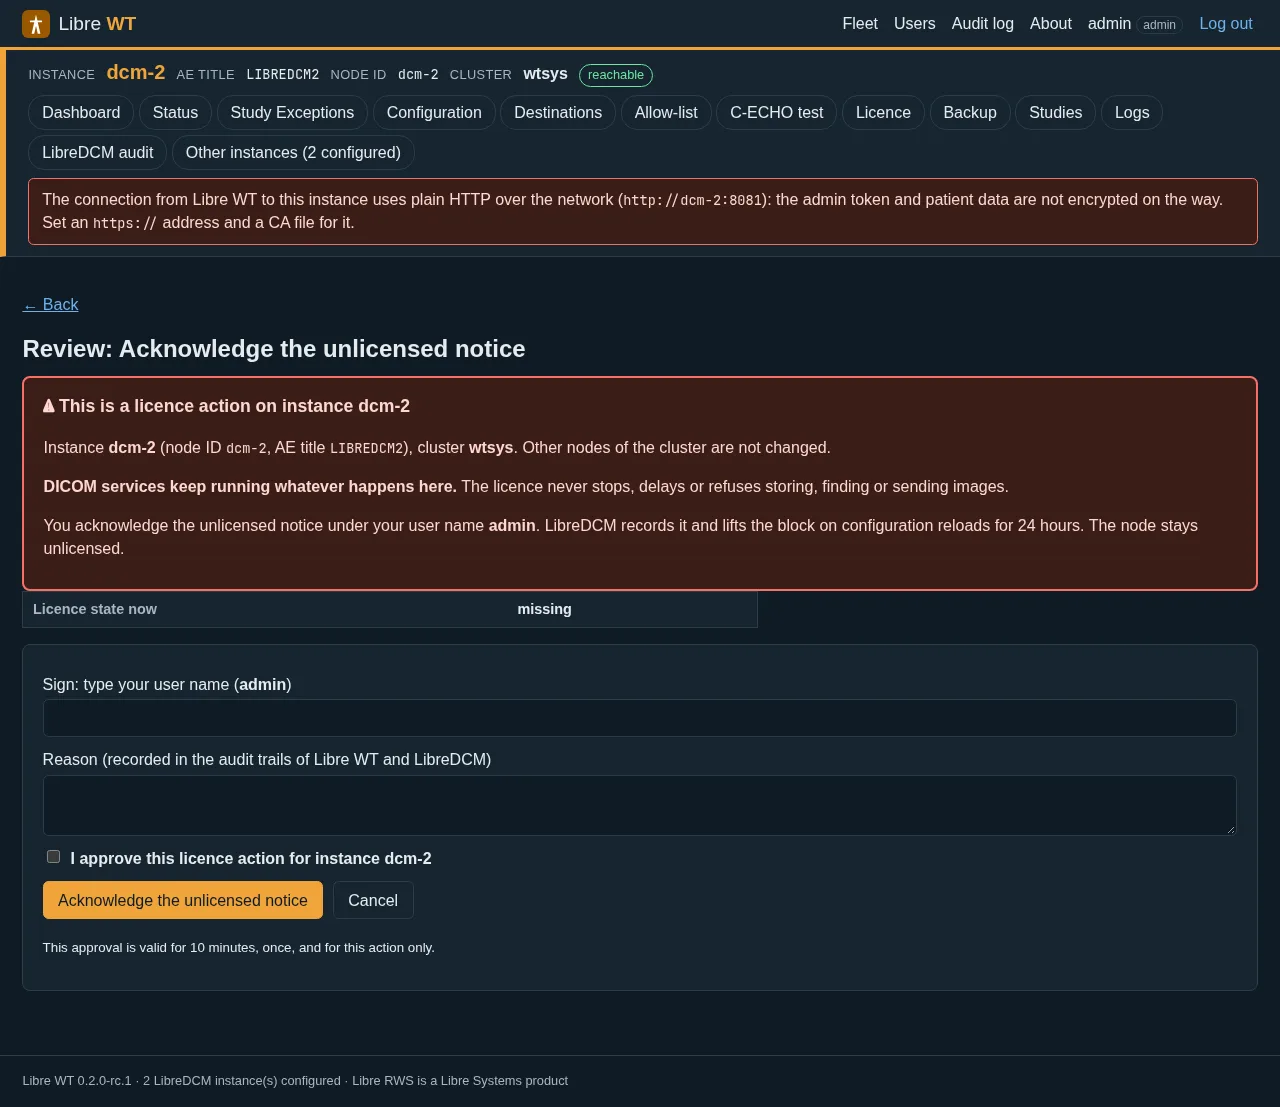 Libre WT
Fleet Users Audit log About admin admin Log out
INSTANCE dcm-2 AE TITLE LIBREDCM2 NODE ID dcm-2 CLUSTER wtsys reachable
Dashboard Status Study Exceptions Configuration Destinations Allow-list C-ECHO test Licence Backup Studies Logs
LibreDCM audit Other instances (2 configured)
The connection from Libre WT to this instance uses plain HTTP over the network (http://dcm-2:8081): the admin token and patient data are not encrypted on the way.
Set an https:// address and a CA file for it.
← Back
Review: Acknowledge the unlicensed notice
This is a licence action on instance dcm-2
Instance dcm-2 (node ID dcm-2, AE title LIBREDCM2), cluster wtsys. Other nodes of the cluster are not changed.
DICOM services keep running whatever happens here. The licence never stops, delays or refuses storing, finding or sending images.
You acknowledge the unlicensed notice under your user name admin. LibreDCM records it and lifts the block on configuration reloads for 24 hours. The node stays
unlicensed.
Licence state now missing
Sign: type your user name (admin)
Reason (recorded in the audit trails of Libre WT and LibreDCM)
I approve this licence action for instance dcm-2
Acknowledge the unlicensed notice Cancel
This approval is valid for 10 minutes, once, and for this action only.
Libre WT 0.2.0-rc.1 · 2 LibreDCM instance(s) configured · Libre RWS is a Libre Systems product